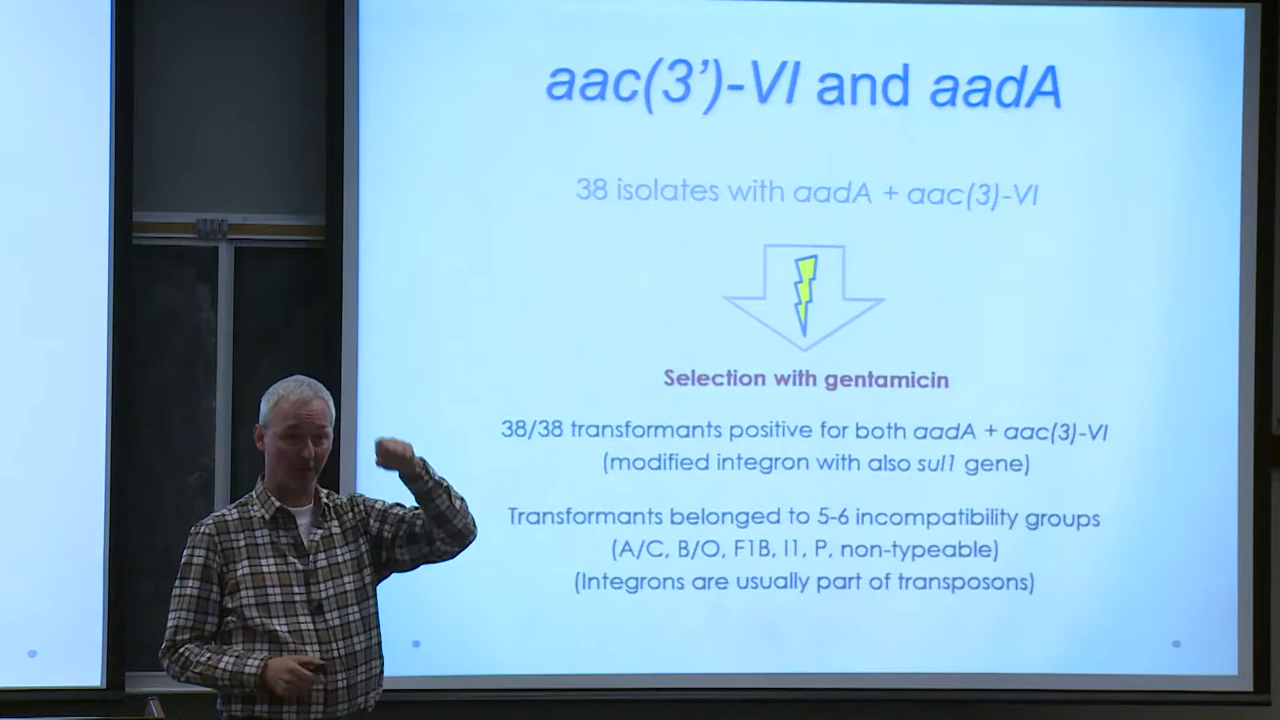 aac(3’)-VI and aadA
38 isolates with aadA + aac(3)-VI
Selection with gentamicin
38/38 transformants positive for both aadA + aac(3)-VI
(modified integron with also sul1 gene)
Transformants belonged to 5-6 incompatibility groups
(A/C, B/O, F1B, I1, P, non-typeable)
(Integrons are usually part of transposons)